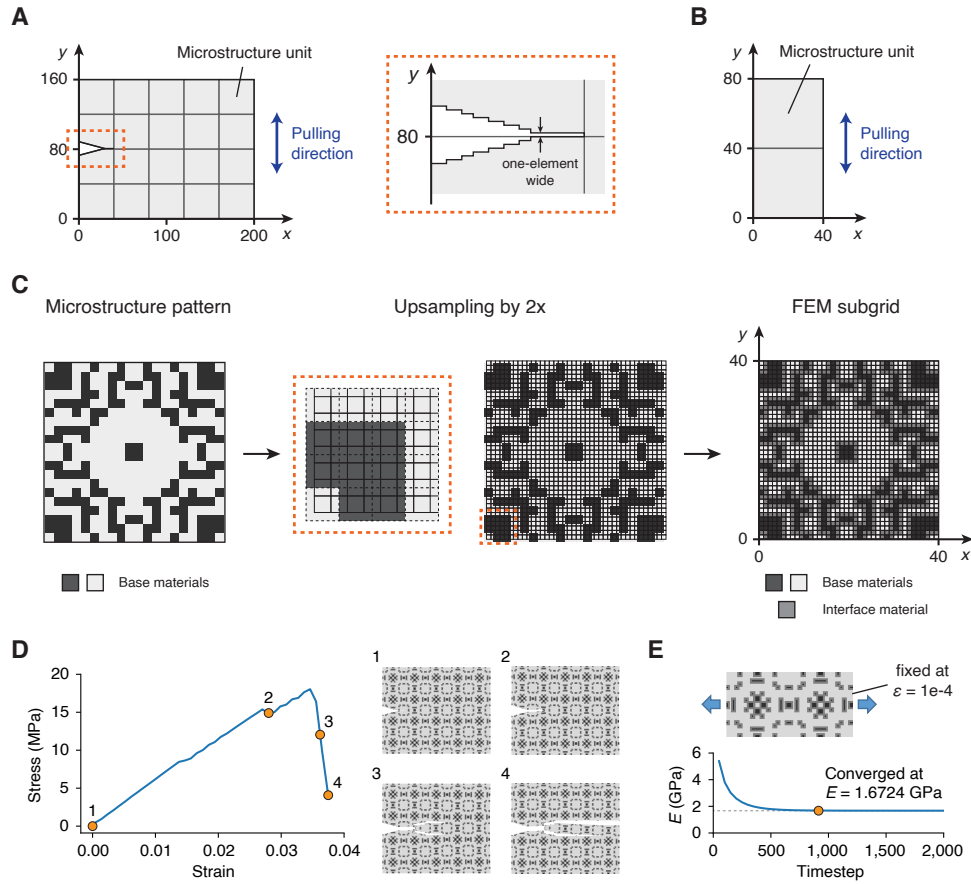 A
y
160
80
0
0
100
200
x
Microstructure unit
Pulling
direction
y
80
one-element
wide
B
y
80
40
0
0
40
x
Microstructure unit
Pulling
direction
C
Microstructure pattern
Upsampling by 2x
FEM subgrid
y
40
0
0
40
x
Base materials
Base materials
Interface material
D
Stress (MPa)
20
15
10
5
0
0.00
0.01
0.02
0.03
0.04
Strain
1
2
3
4
1
2
3
4
E
fixed at
ε = 1e-4
E (GPa)
6
4
2
0
0
500
1,000
1,500
2,000
Timestep
Converged at
E = 1.6724 GPa